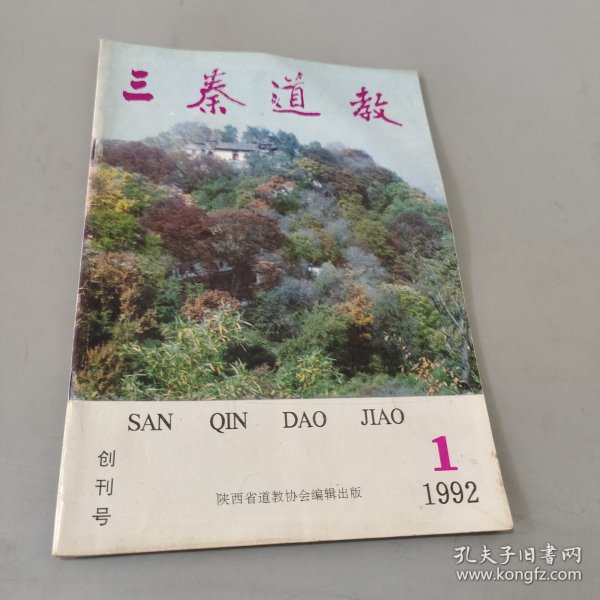 三秦道教
SAN QIN DAO JIAO
创刊号
1
1992
陕西省道教协会编辑出版
孔夫子旧书网
www.kongfz.com